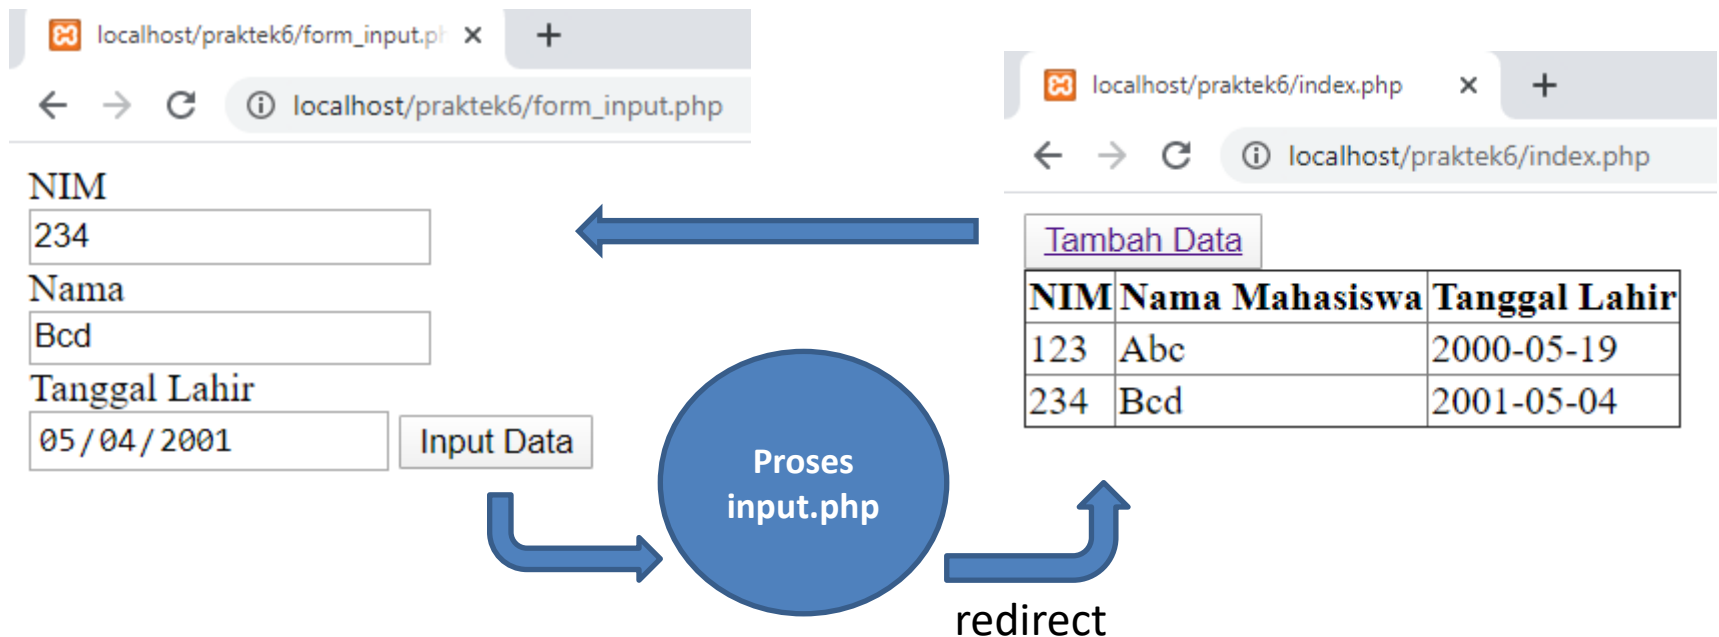 localhost/praktek6/form_input.ph
localhost/praktek6/form_input.php
NIM
234
Nama
Bcd
Tanggal Lahir
05/04/2001
Input Data
Proses
input.php
redirect
localhost/praktek6/index.php
localhost/praktek6/index.php
Tambah Data
NIM Nama Mahasiswa Tanggal Lahir
123 Abc 2000-05-19
234 Bcd 2001-05-04